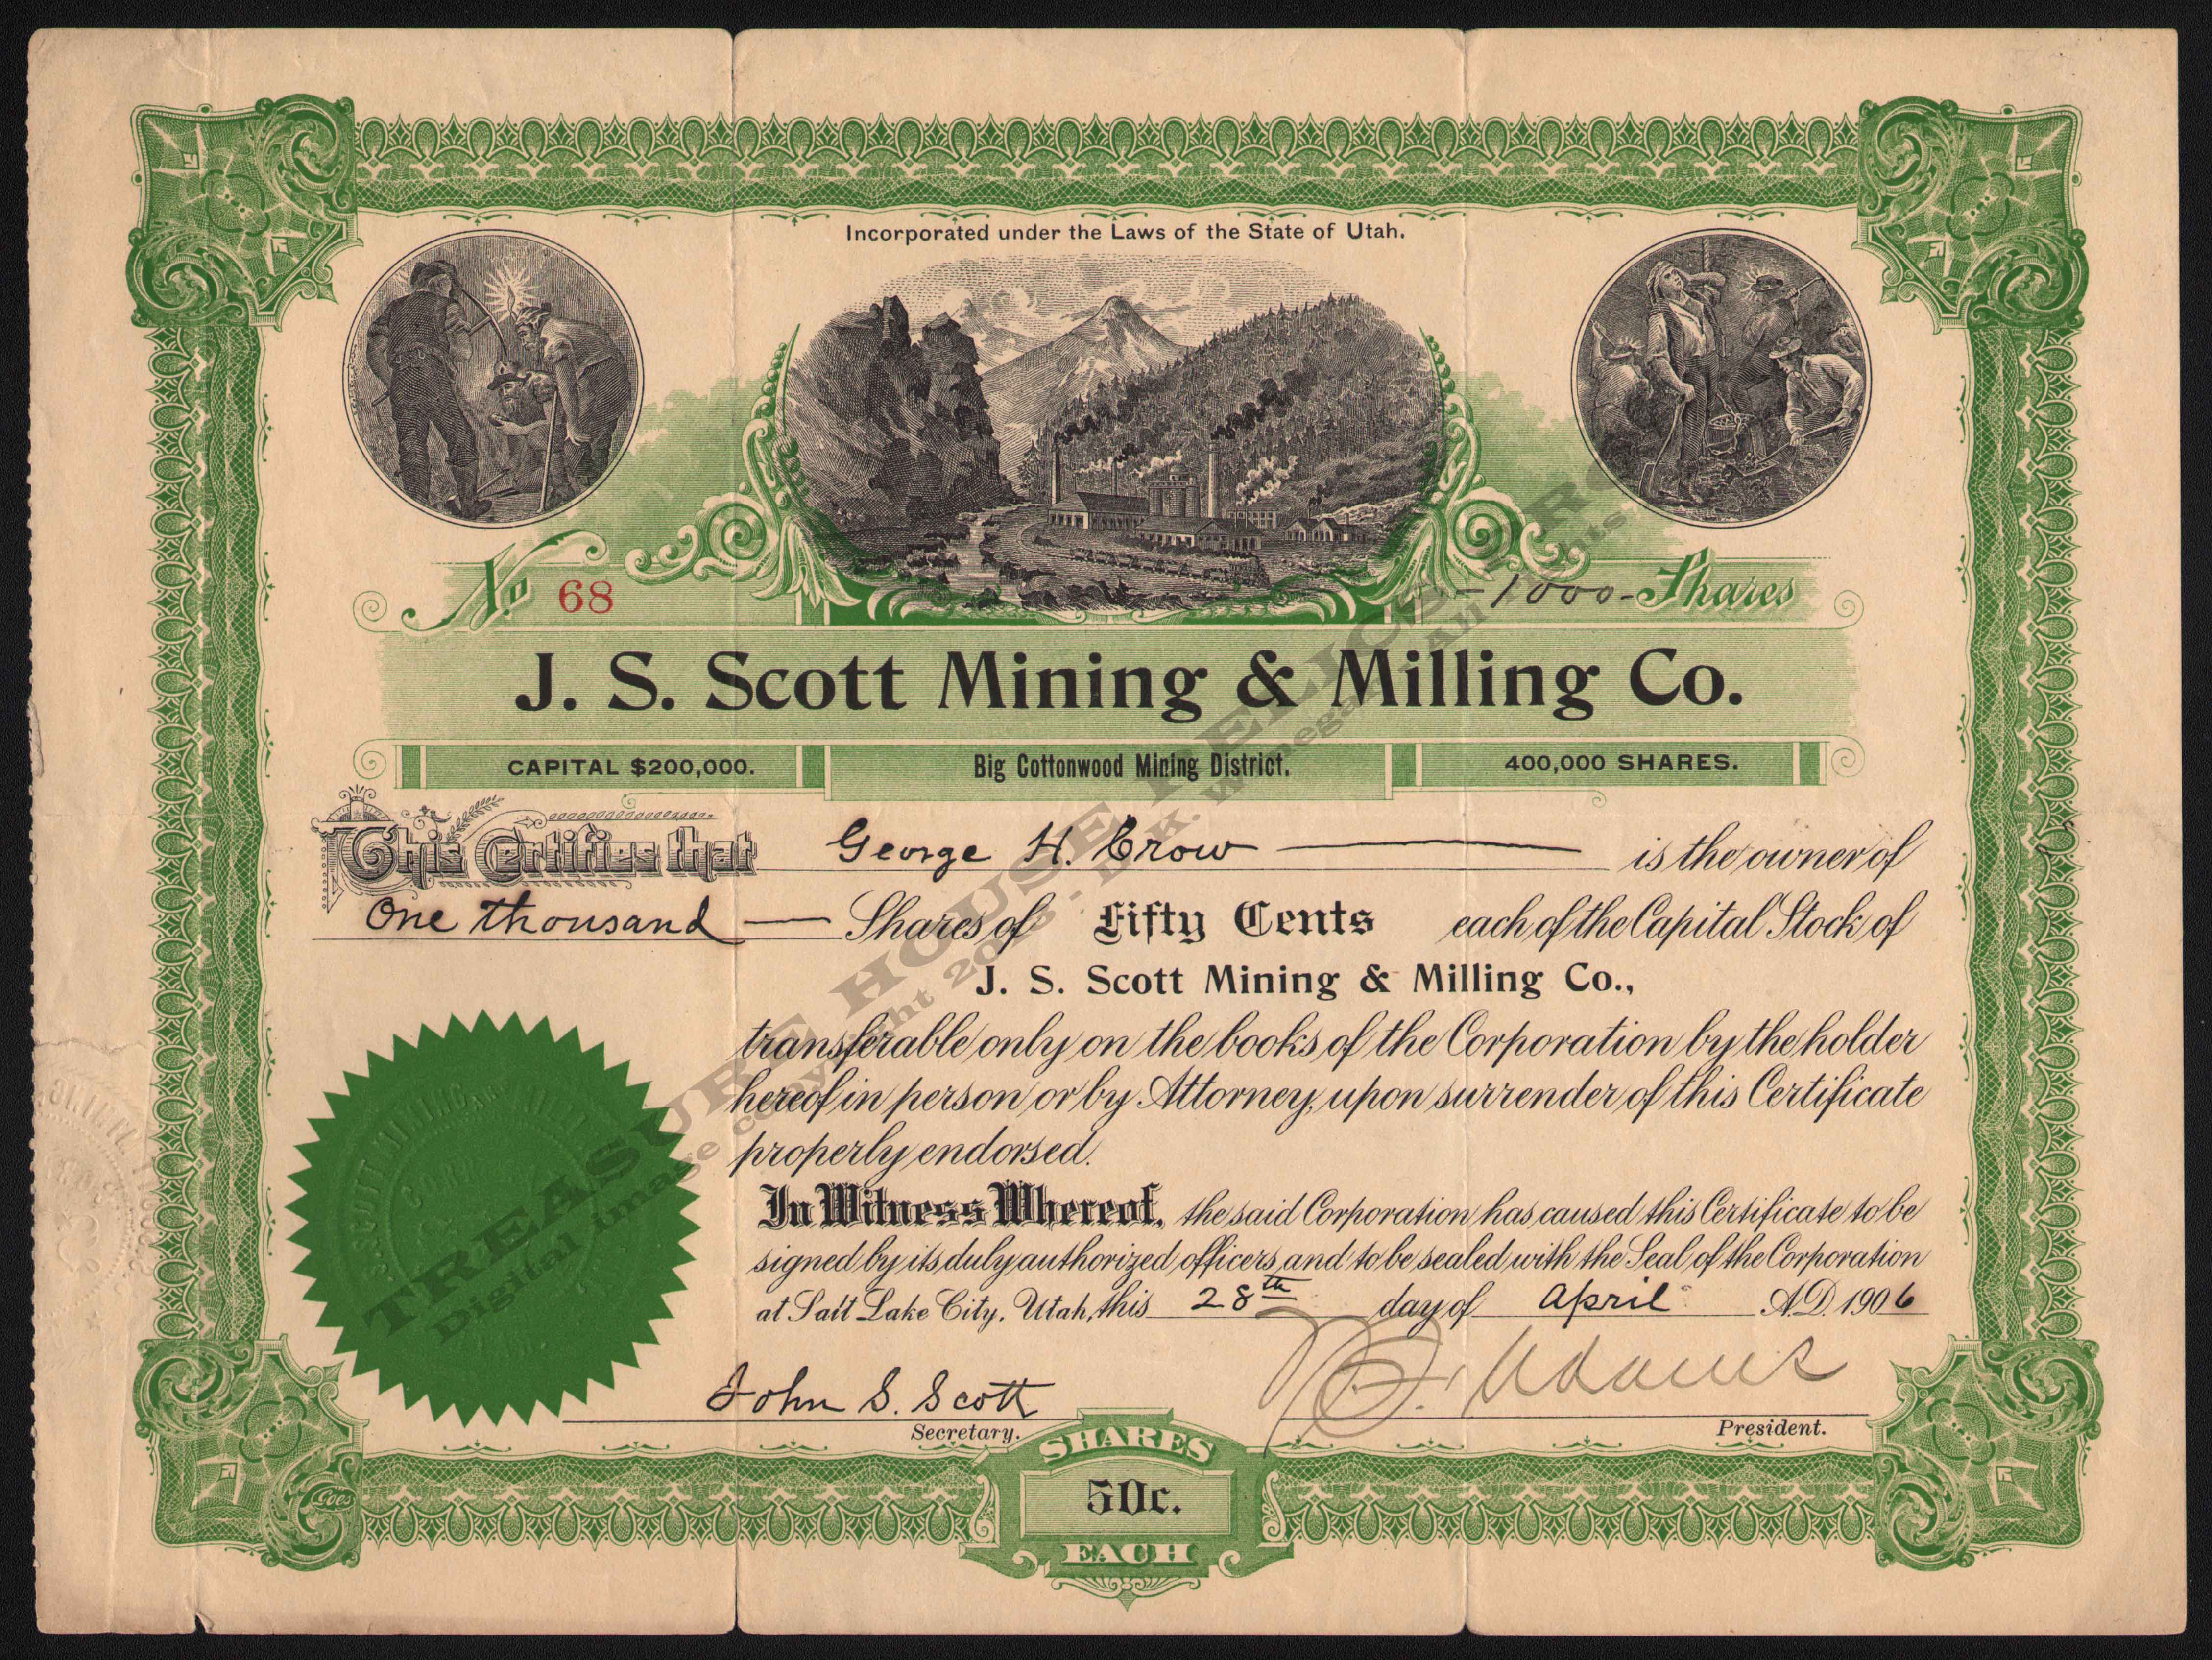 Incorporated under the Laws of the State of Utah.
No. 68
-1000- Shares
J. S. Scott Mining & Milling Co.
CAPITAL $200,000.
Big Cottonwood Mining District.
400,000 SHARES.
This Certifies that George H. Crow is the owner of
One thousand — Shares of Fifty Cents each of the Capital Stock of
J. S. Scott Mining & Milling Co.,
transferable only on the books of the Corporation by the holder
hereof in person or by Attorney, upon surrender of this Certificate
properly endorsed.
In Witness Whereof, the said Corporation has caused this Certificate to be
signed by its duly authorized officers, and to be sealed with the Seal of the Corporation
at Salt Lake City, Utah, this 28th day of April A.D. 1906
John S. Scott
Adams
Secretary.
President.
SHARES
50c.
EACH
Goes
TREASURE HOUSE RELICS
Digital image copyright